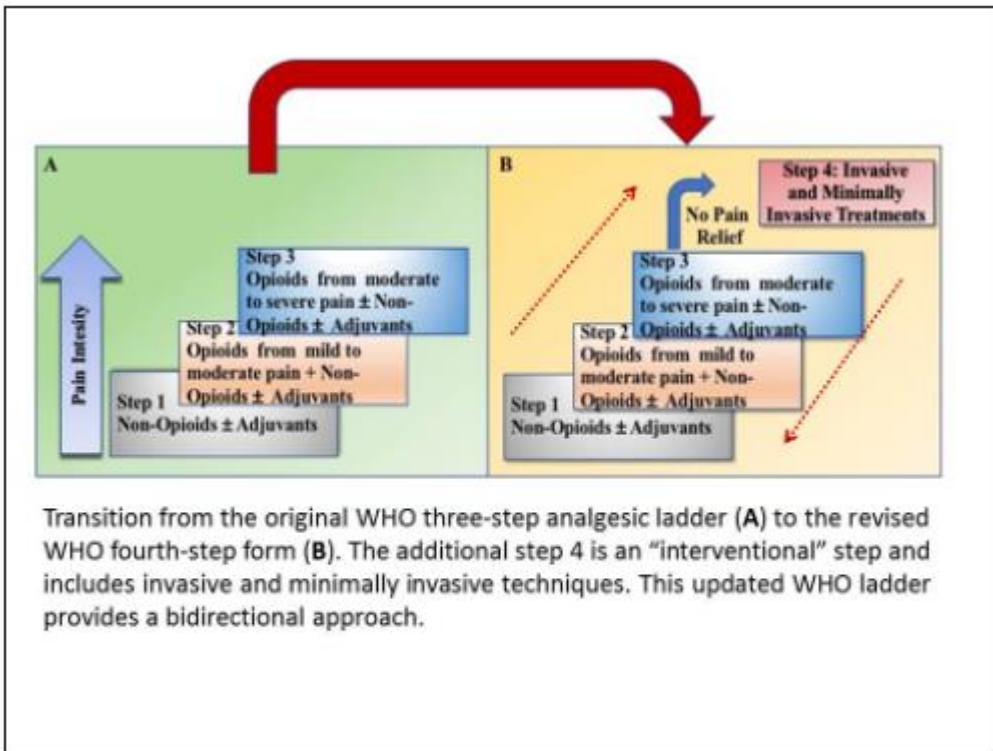 A
Pain Intesity
Step 3
Opioids from moderate
to severe pain ± Non-
Opioids ± Adjuvants
Step 2
Opioids from mild to
moderate pain + Non-
Opioids ± Adjuvants
Step 1
Non-Opioids ± Adjuvants
B
Step 4: Invasive
and Minimally
Invasive Treatments
No Pain
Relief
Step 3
Opioids from moderate
to severe pain ± Non-
Opioids ± Adjuvants
Step 2
Opioids from mild to
moderate pain + Non-
Opioids ± Adjuvants
Step 1
Non-Opioids ± Adjuvants
Transition from the original WHO three-step analgesic ladder (A) to the revised
WHO fourth-step form (B). The additional step 4 is an “interventional” step and
includes invasive and minimally invasive techniques. This updated WHO ladder
provides a bidirectional approach.